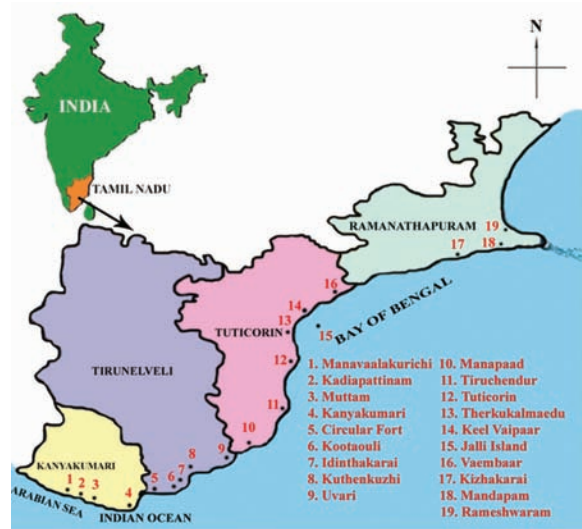 N
INDIA
TAMIL NADU
RAMANATHAPURAM
19
18
17
16
14
13
15
BAY OF BENGAL
TUTICORIN
12
TIRUNELVELI
11
10
9
8
7
6
5
KANYAKUMARI
1 2 3
4
ARABIAN SEA
INDIAN OCEAN
1. Manavaalakurichi
2. Kadiapattinam
3. Muttam
4. Kanyakumari
5. Circular Fort
6. Kootaouli
7. Idinthakarai
8. Kuthenkuzhi
9. Uvari
10. Manapaad
11. Tiruchendur
12. Tuticorin
13. Therkukalmaedu
14. Keel Vaipaar
15. Jalli Island
16. Vaembaar
17. Kizhakarai
18. Mandapam
19. Rameshwaram